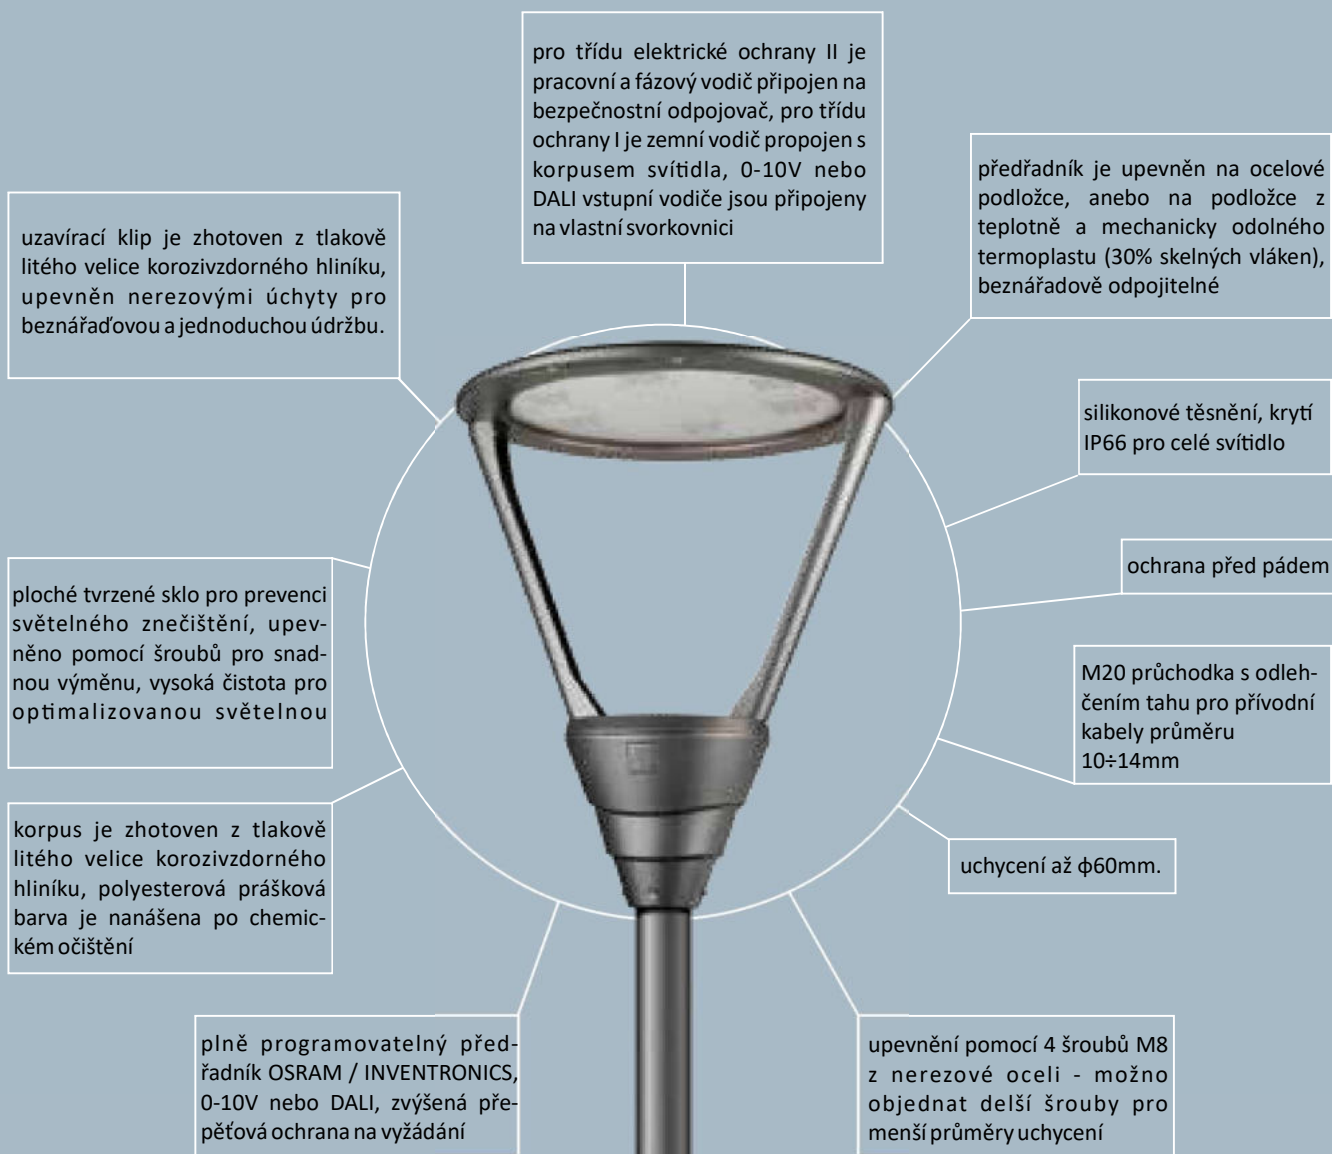 pro třídu elektrické ochrany II je
pracovní a fázový vodič připojen na
bezpečnostní odpojovač, pro třídu
ochrany I je zemní vodič propojen s
korpusem svítidla, 0-10V nebo
DALI vstupní vodiče jsou připojeny
na vlastní svorkovnici
předřadník je upevněn na ocelové
podložce, anebo na podložce z
teplotně a mechanicky odolného
termoplastu (30% skelných vláken),
beznářadově odpojitelné
uzavírací klip je zhotoven z tlakově
litého velice korozivzdorného hliníku,
upevněn nerezovými úchyty pro
beznářaďovou a jednoduchou údržbu.
silikonové těsnění, krytí
IP66 pro celé svítidlo
ochrana před pádem
ploché tvrzené sklo pro prevenci
světelného znečištění, upev-
něno pomocí šroubů pro snad-
nou výměnu, vysoká čistota pro
optimalizovanou světelnou
M20 průchodka s odleh-
čením tahu pro přívodní
kabely průměru
10÷14mm
korpus je zhotoven z tlakově
litého velice korozivzdorného
hliníku, polyesterová prášková
barva je nanášena po chemic-
kém očištění
uchycení až φ60mm.
plně programovatelný před-
řadník OSRAM / INVENTRONICS,
0-10V nebo DALI, zvýšená pře-
pěťová ochrana na vyžádání
upevnění pomocí 4 šroubů M8
z nerezové oceli - možno
objednat delší šrouby pro
menší průměry uchycení